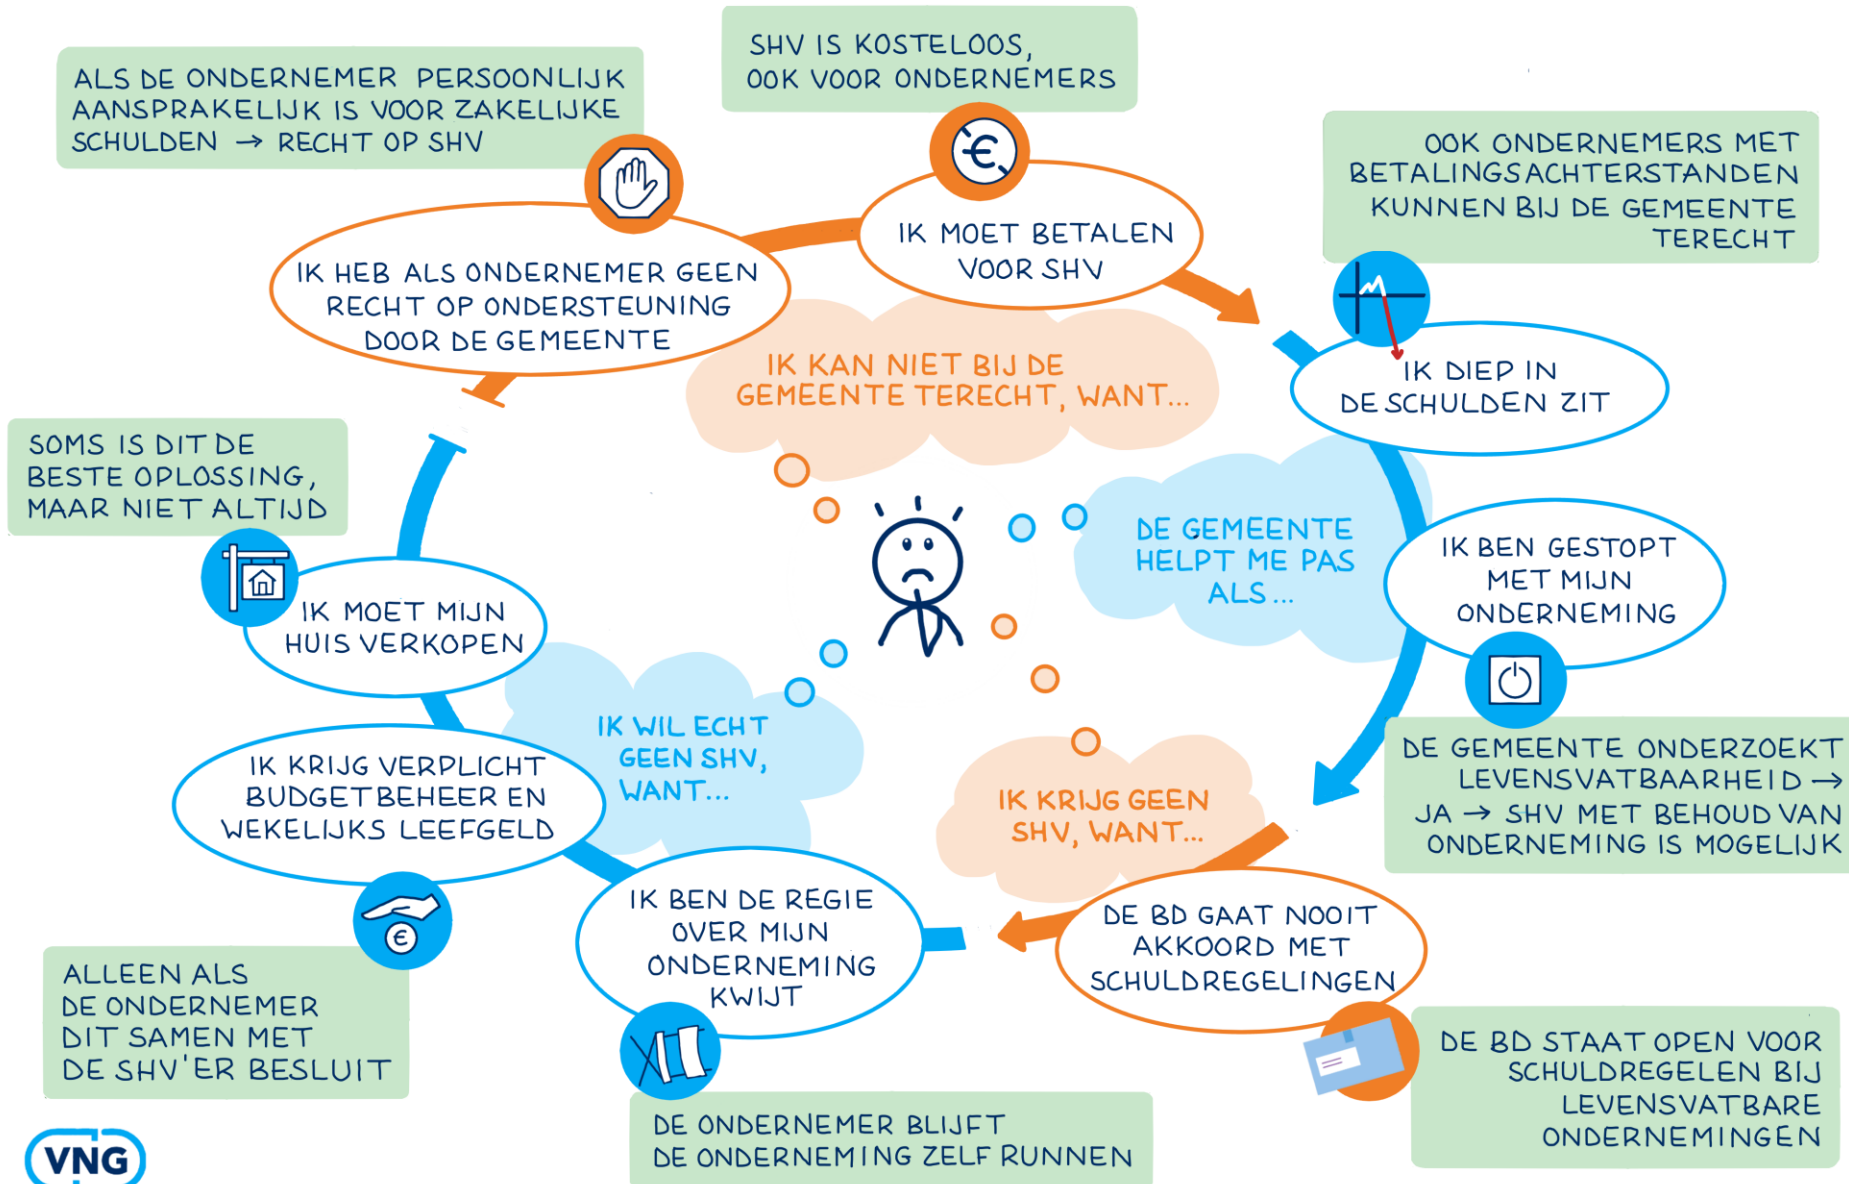 SHV IS KOSTELOOS,
OOK VOOR ONDERNEMERS
ALS DE ONDERNEMER PERSOONLIJK
AANSPRAKELIJK IS VOOR ZAKELIJKE
SCHULDEN → RECHT OP SHV
OOK ONDERNEMERS MET
BETALINGSACHTERSTANDEN
KUNNEN BIJ DE GEMEENTE
TERECHT
IK HEB ALS ONDERNEMER GEEN
RECHT OP ONDERSTEUNING
DOOR DE GEMEENTE
€
IK MOET BETALEN
VOOR SHV
IK KAN NIET BIJ DE
GEMEENTE TERECHT, WANT...
IK DIEP IN
DE SCHULDEN ZIT
SOMS IS DIT DE
BESTE OPLOSSING,
MAAR NIET ALTIJD
DE GEMEENTE
HELPT ME PAS
ALS...
IK BEN GESTOPT
MET MIJN
ONDERNEMING
IK MOET MIJN
HUIS VERKOPEN
IK WIL ECHT
GEEN SHV,
WANT...
DE GEMEENTE ONDERZOEKT
LEVENSVATBAARHEID →
JA → SHV MET BEHOUD VAN
ONDERNEMING IS MOGELIJK
IK KRIJG VERPLICHT
BUDGETBEHEER EN
WEKELIJKS LEEFGELD
IK KRIJG GEEN
SHV, WANT...
IK BEN DE REGIE
OVER MIJN
ONDERNEMING
KWIJT
DE BD GAAT NOOIT
AKKOORD MET
SCHULDREGELINGEN
€
ALLEEN ALS
DE ONDERNEMER
DIT SAMEN MET
DE SHV'ER BESLUIT
DE BD STAAT OPEN VOOR
SCHULDREGELEN BIJ
LEVENSVATBARE
ONDERNEMINGEN
DE ONDERNEMER BLIJFT
DE ONDERNEMING ZELF RUNNEN
VNG